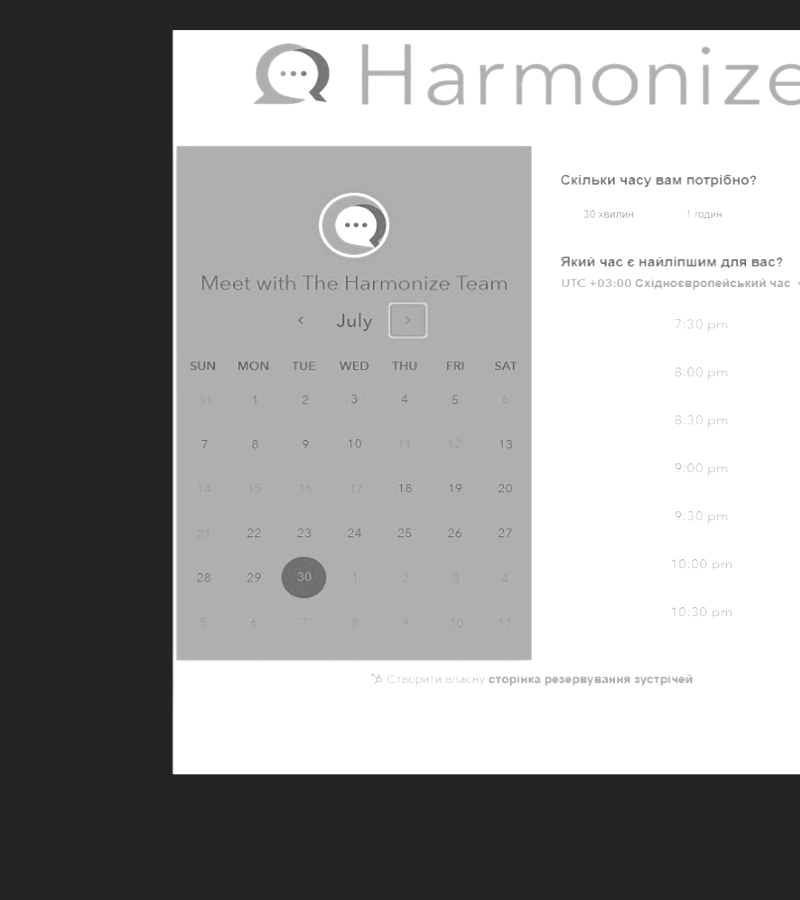 Harmonize
Meet with The Harmonize Team
< July >
SUN MON TUE WED THU FRI SAT
31 1 2 3 4 5 6
7 8 9 10 11 12 13
14 15 16 17 18 19 20
21 22 23 24 25 26 27
28 29 30 1 2 3 4
5 6 7 8 9 10 11
Скільки часу вам потрібно?
30 хвилин 1 годин
Який час є найліпшим для вас?
UTC +03:00 Східноєвропейський час
7:30 pm
8:00 pm
8:30 pm
9:00 pm
9:30 pm
10:00 pm
10:30 pm
Створити власну сторінка резервування зустрічей